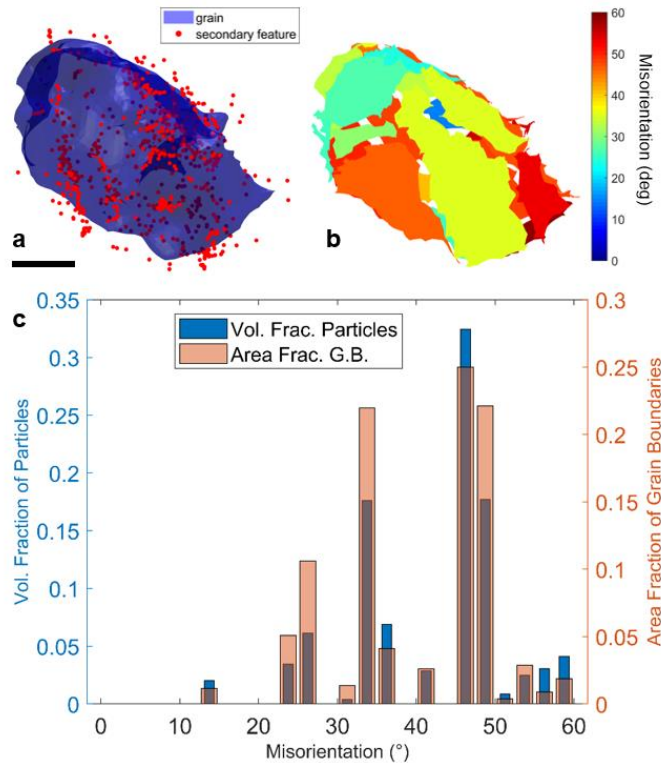 grain
secondary feature
a
b
60
50
40
30
20
10
0
Misorientation (deg)
c
Vol. Frac. Particles
Area Frac. G.B.
0.35
0.3
0.25
0.2
0.15
0.1
0.05
0
Vol. Fraction of Particles
0.3
0.25
0.2
0.15
0.1
0.05
0
Area Fraction of Grain Boundaries
0 10 20 30 40 50 60
Misorientation (°)